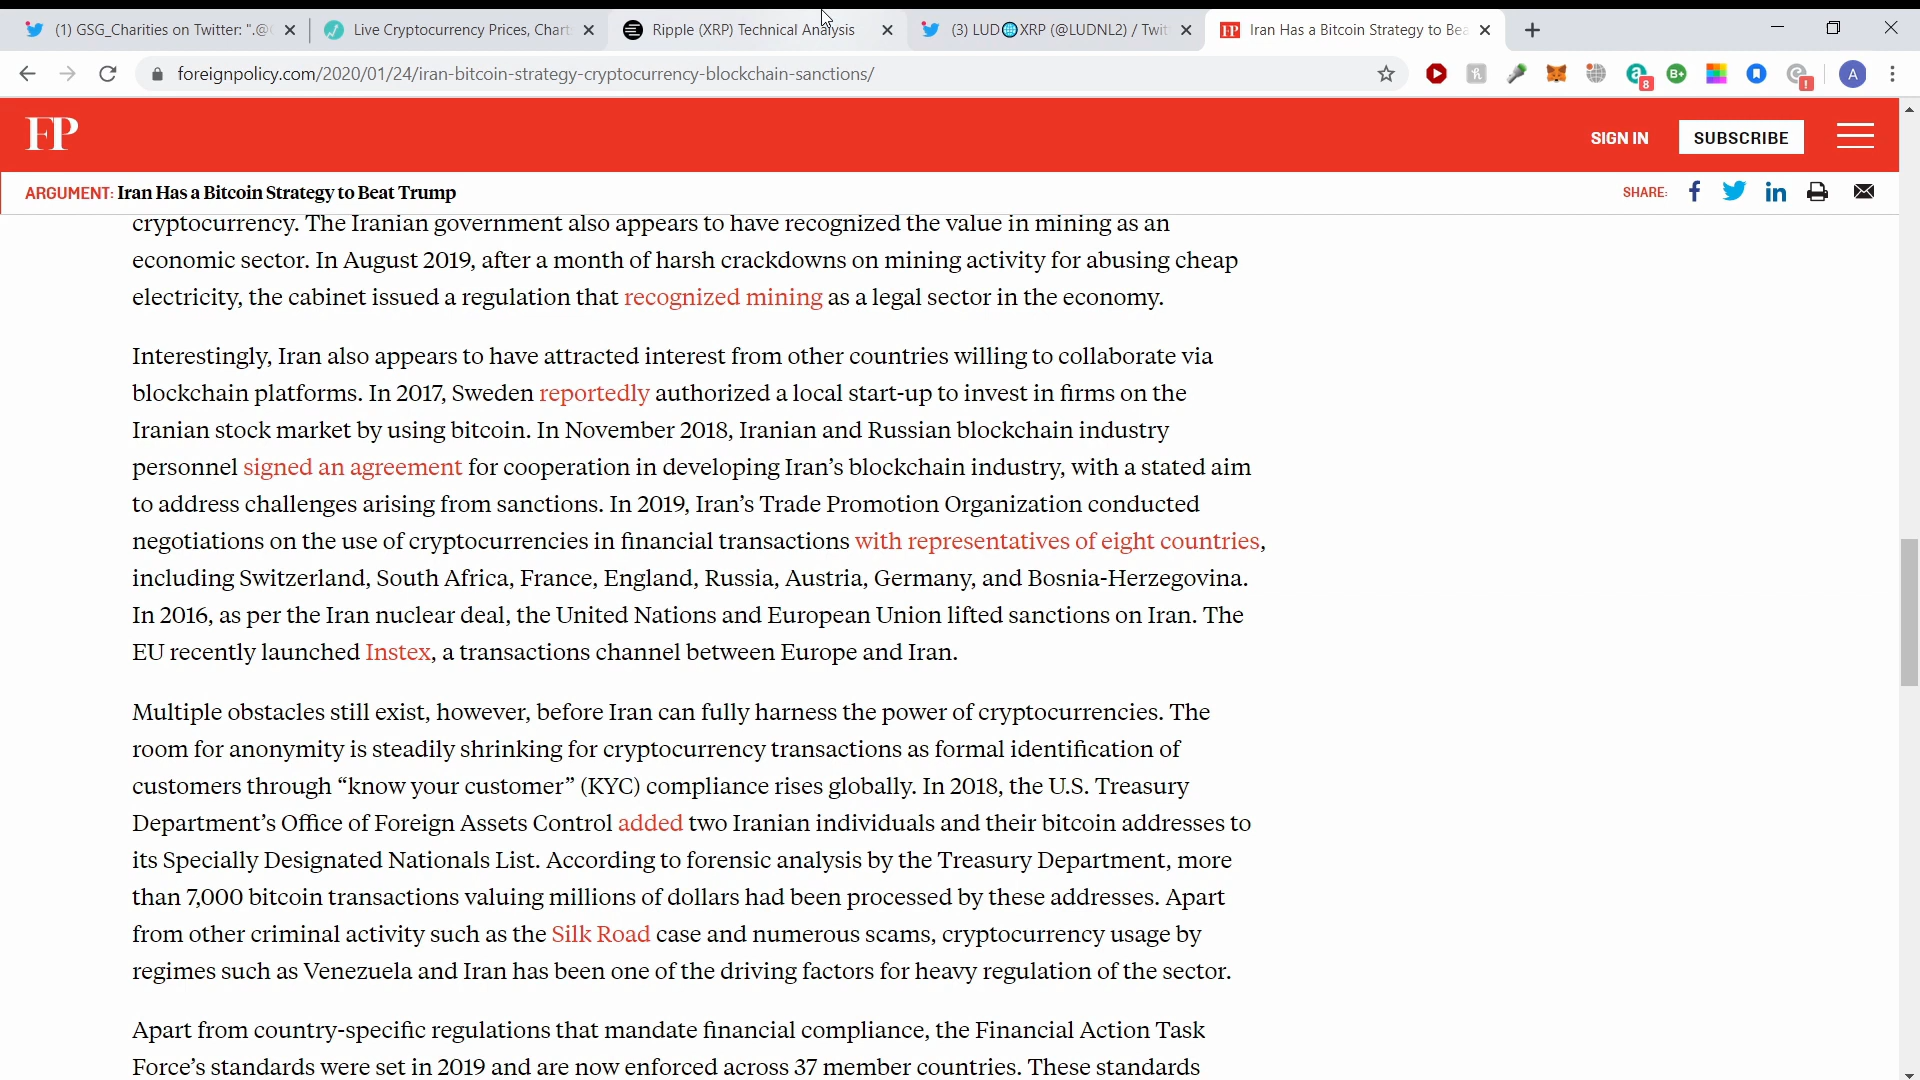 (1) GSG_Charities on Twitter: ".@
Live Cryptocurrency Prices, Chart
Ripple (XRP) Technical Analysis
(3) LUD🌐XRP (@LUDNL2) / Twit
FP
Iran Has a Bitcoin Strategy to Bea
foreignpolicy.com/2020/01/24/iran-bitcoin-strategy-cryptocurrency-blockchain-sanctions/
8
B+
!
A
FP
SIGN IN
SUBSCRIBE
ARGUMENT: Iran Has a Bitcoin Strategy to Beat Trump
SHARE:
cryptocurrency. The Iranian government also appears to have recognized the value in mining as an
economic sector. In August 2019, after a month of harsh crackdowns on mining activity for abusing cheap
electricity, the cabinet issued a regulation that recognized mining as a legal sector in the economy.
Interestingly, Iran also appears to have attracted interest from other countries willing to collaborate via
blockchain platforms. In 2017, Sweden reportedly authorized a local start-up to invest in firms on the
Iranian stock market by using bitcoin. In November 2018, Iranian and Russian blockchain industry
personnel signed an agreement for cooperation in developing Iran’s blockchain industry, with a stated aim
to address challenges arising from sanctions. In 2019, Iran’s Trade Promotion Organization conducted
negotiations on the use of cryptocurrencies in financial transactions with representatives of eight countries,
including Switzerland, South Africa, France, England, Russia, Austria, Germany, and Bosnia-Herzegovina.
In 2016, as per the Iran nuclear deal, the United Nations and European Union lifted sanctions on Iran. The
EU recently launched Instex, a transactions channel between Europe and Iran.
Multiple obstacles still exist, however, before Iran can fully harness the power of cryptocurrencies. The
room for anonymity is steadily shrinking for cryptocurrency transactions as formal identification of
customers through “know your customer” (KYC) compliance rises globally. In 2018, the U.S. Treasury
Department’s Office of Foreign Assets Control added two Iranian individuals and their bitcoin addresses to
its Specially Designated Nationals List. According to forensic analysis by the Treasury Department, more
than 7,000 bitcoin transactions valuing millions of dollars had been processed by these addresses. Apart
from other criminal activity such as the Silk Road case and numerous scams, cryptocurrency usage by
regimes such as Venezuela and Iran has been one of the driving factors for heavy regulation of the sector.
Apart from country-specific regulations that mandate financial compliance, the Financial Action Task
Force’s standards were set in 2019 and are now enforced across 37 member countries. These standards